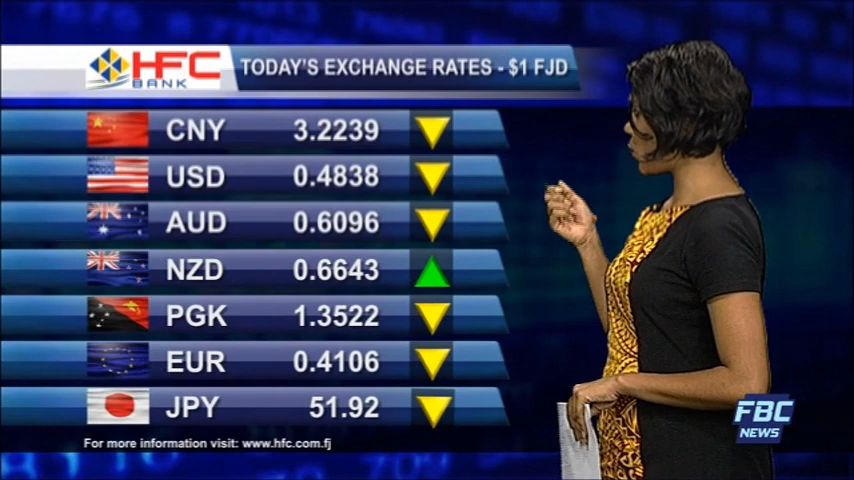 HFC
BANK
TODAY'S EXCHANGE RATES - $1 FJD
CNY 3.2239
USD 0.4838
AUD 0.6096
NZD 0.6643
PGK 1.3522
EUR 0.4106
JPY 51.92
For more information visit: www.hfc.com.fj
FBC
NEWS